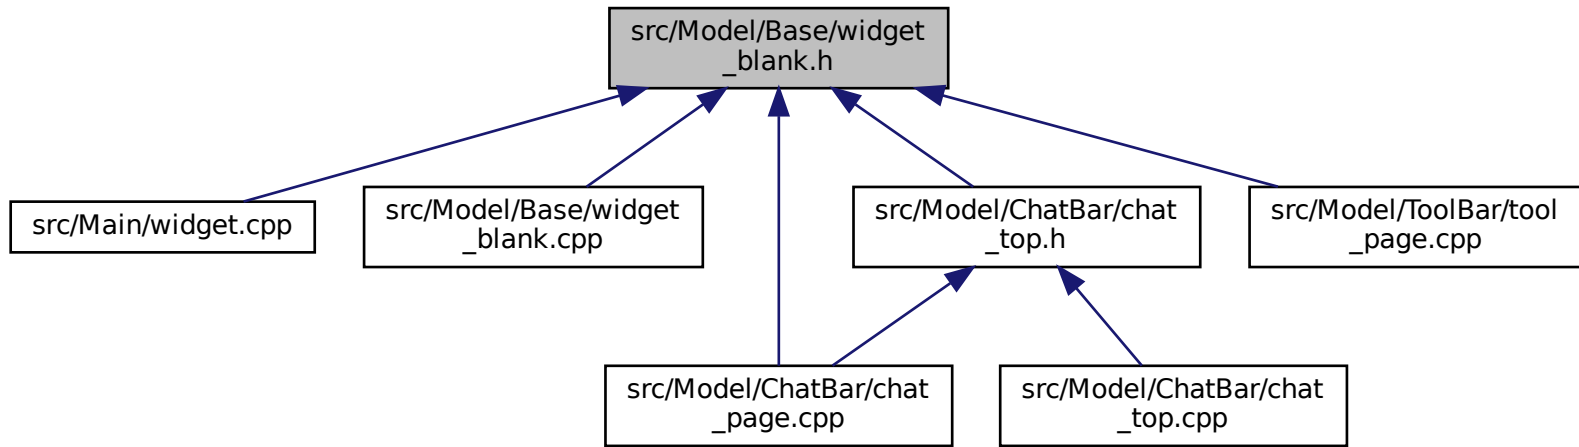 src/Model/Base/widget
_blank.h
src/Main/widget.cpp
src/Model/Base/widget
_blank.cpp
src/Model/ChatBar/chat
_top.h
src/Model/ToolBar/tool
_page.cpp
src/Model/ChatBar/chat
_page.cpp
src/Model/ChatBar/chat
_top.cpp